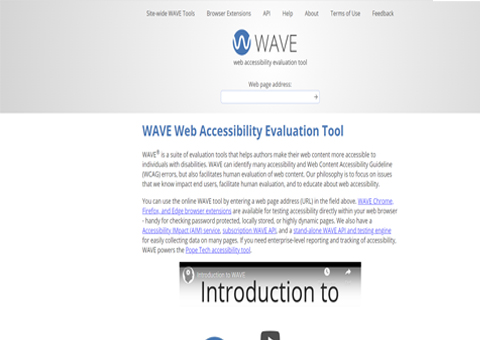 Site-wide WAVE Tools Browser Extensions API Help About Terms of Use Feedback
WAVE
web accessibility evaluation tool
Web page address:
WAVE Web Accessibility Evaluation Tool
WAVE® is a suite of evaluation tools that helps authors make their web content more accessible to
individuals with disabilities. WAVE can identify many accessibility and Web Content Accessibility Guideline
(WCAG) errors, but also facilitates human evaluation of web content. Our philosophy is to focus on issues
that we know impact end users, facilitate human evaluation, and to educate about web accessibility.
You can use the online WAVE tool by entering a web page address (URL) in the field above. WAVE Chrome,
Firefox, and Edge browser extensions are available for testing accessibility directly within your web browser
- handy for checking password protected, locally stored, or highly dynamic pages. We also have a
Accessibility IMpact (AIM) service, subscription WAVE API, and a stand-alone WAVE API and testing engine
for easily collecting data on many pages. If you need enterprise-level reporting and tracking of accessibility,
WAVE powers the Pope Tech accessibility tool.
Introduction to WAVE
Introduction to